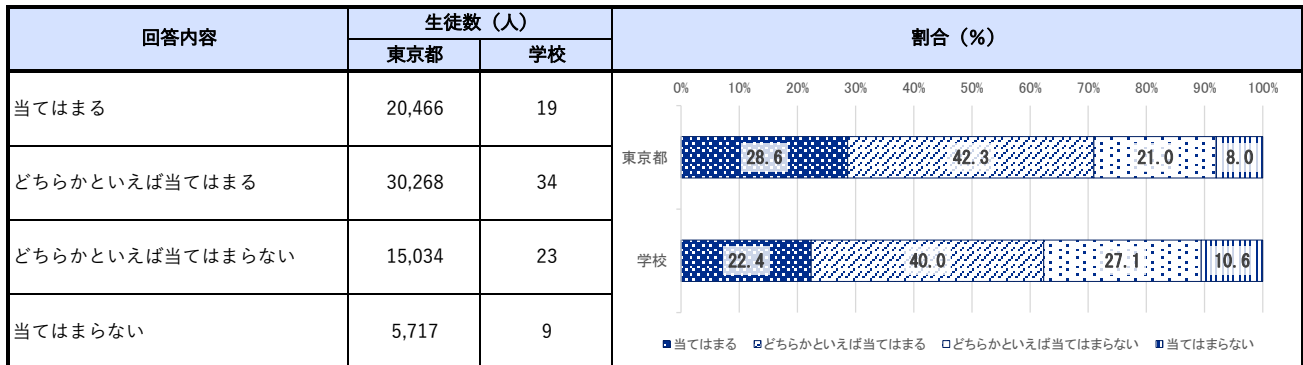 回答内容
生徒数（人）
割合（%）
東京都
学校
当てはまる
20,466
19
どちらかといえば当てはまる
30,268
34
どちらかといえば当てはまらない
15,034
23
当てはまらない
5,717
9
0% 10% 20% 30% 40% 50% 60% 70% 80% 90% 100%
東京都 28.6 42.3 21.0 8.0
学校 22.4 40.0 27.1 10.6
当てはまる どちらかといえば当てはまる どちらかといえば当てはまらない 当てはまらない